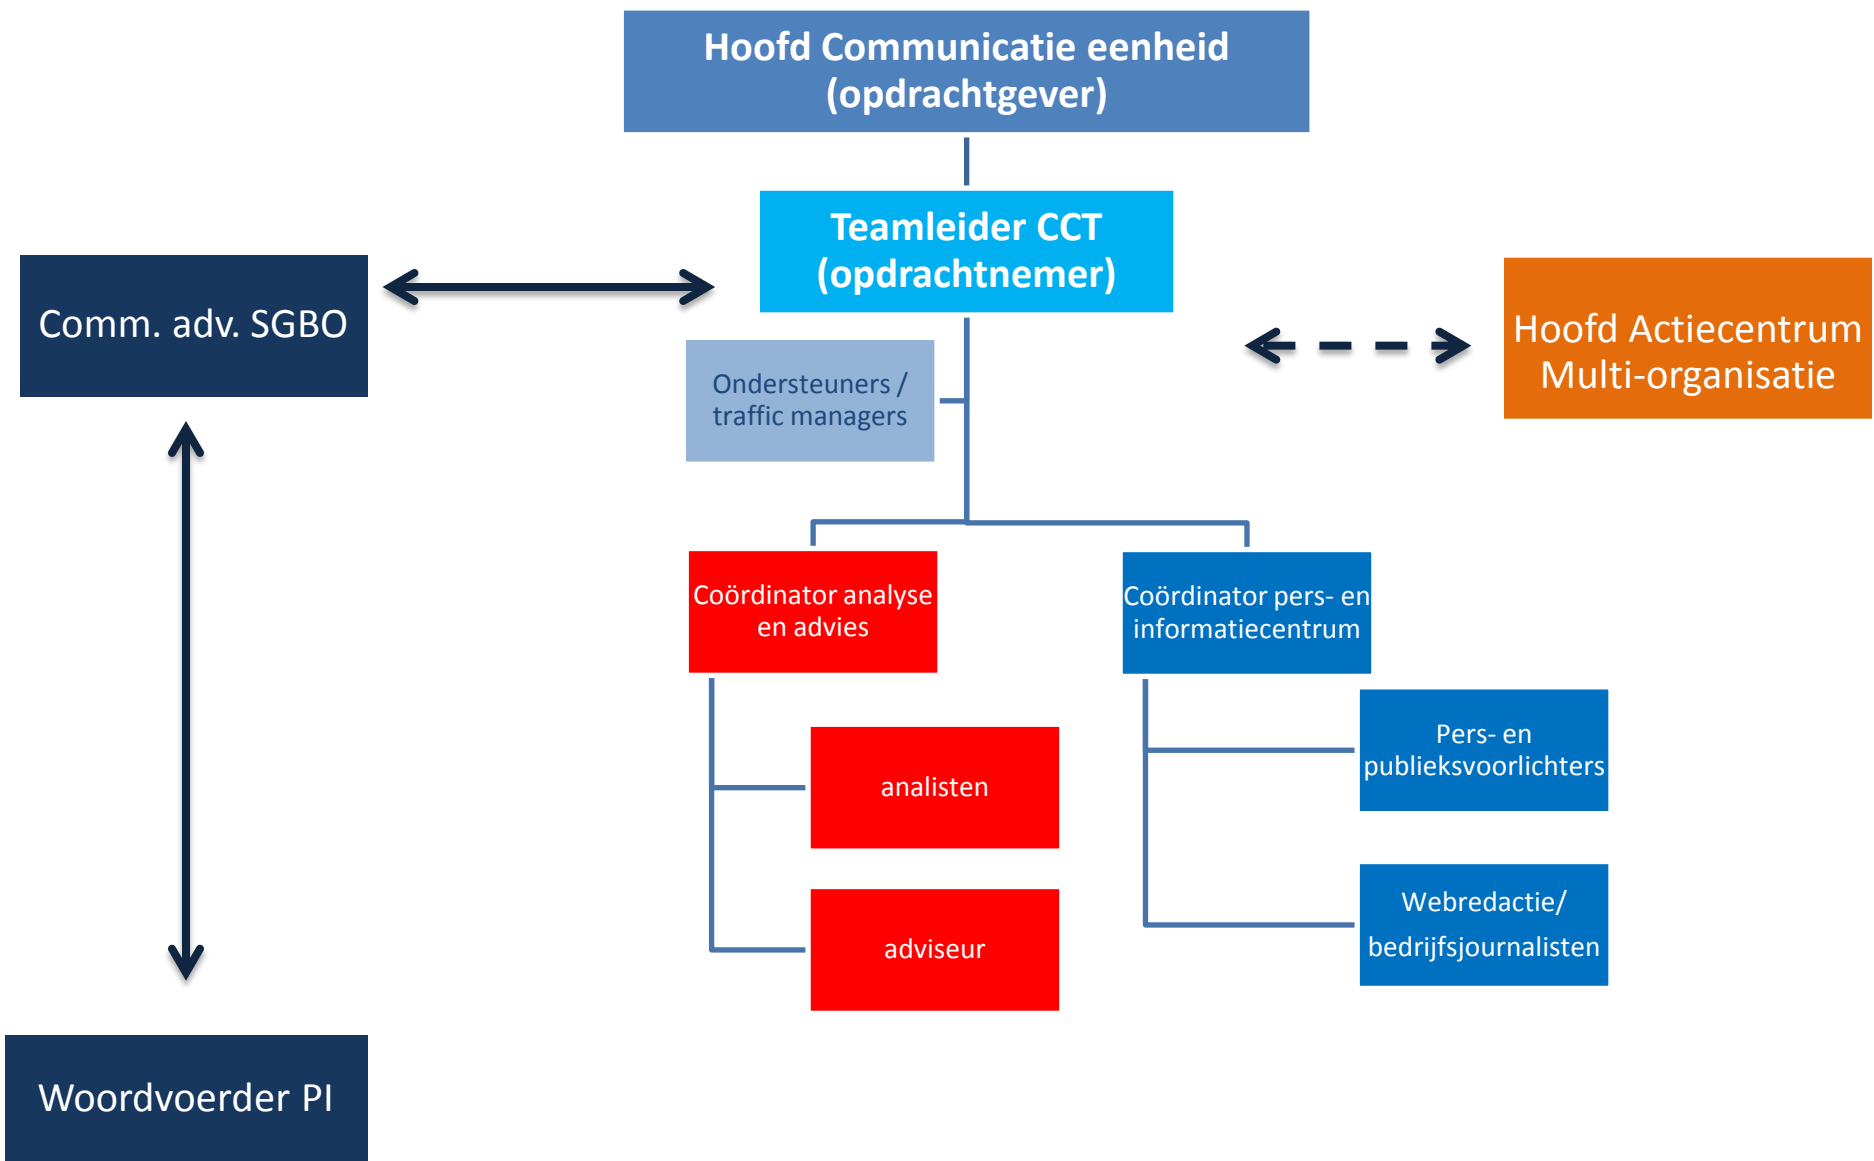 Hoofd Communicatie eenheid
(opdrachtgever)
Teamleider CCT
(opdrachtnemer)
Comm. adv. SGBO
Hoofd Actiecentrum
Multi-organisatie
Ondersteuners /
traffic managers
Coördinator analyse
en advies
Coördinator pers- en
informatiecentrum
Pers- en
publieksvoorlichters
analisten
Webredactie/
bedrijfsjournalisten
adviseur
Woordvoerder PI